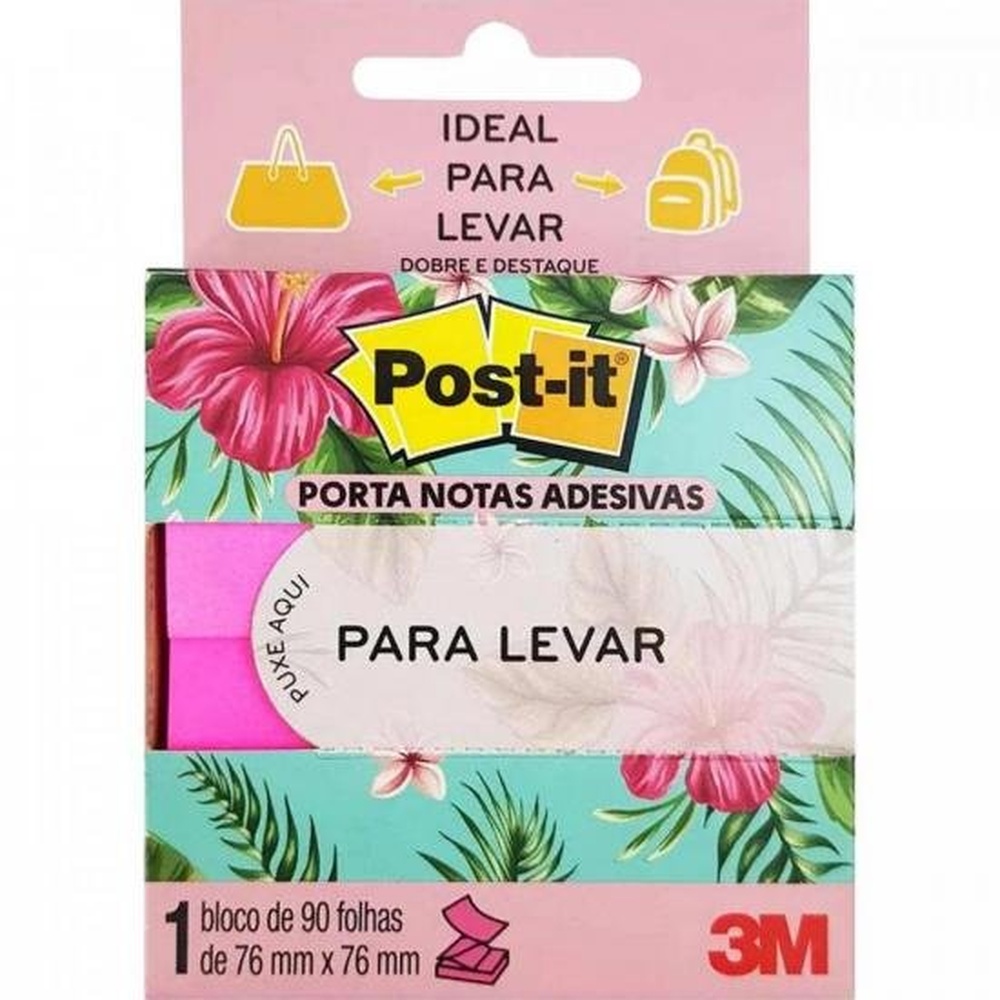 IDEAL
PARA
LEVAR
DOBRE E DESTAQUE
Post-it®
PORTA NOTAS ADESIVAS
PUXE AQUI
PARA LEVAR
1 bloco de 90 folhas
de 76 mm x 76 mm
3M